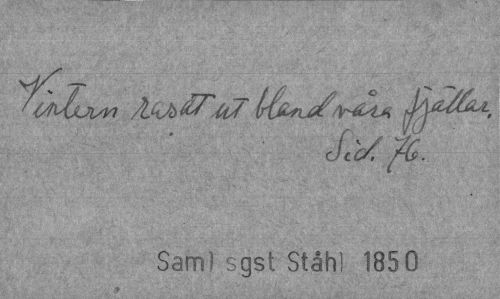 Vintern rasat ut bland våra fjällar.
Sid. 76.
Saml sgst Ståhl 1850